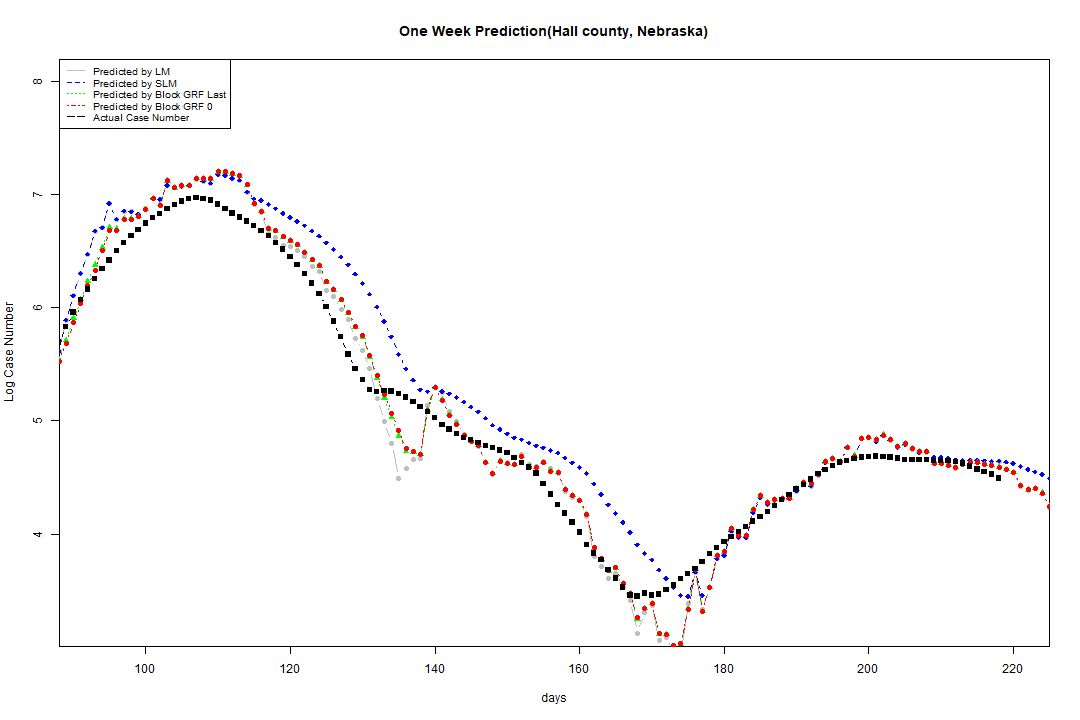 One Week Prediction(Hall county, Nebraska)
Predicted by LM
Predicted by SLM
Predicted by Block GRF Last
Predicted by Block GRF 0
Actual Case Number
8
7
6
5
4
Log Case Number
100 120 140 160 180 200 220
days